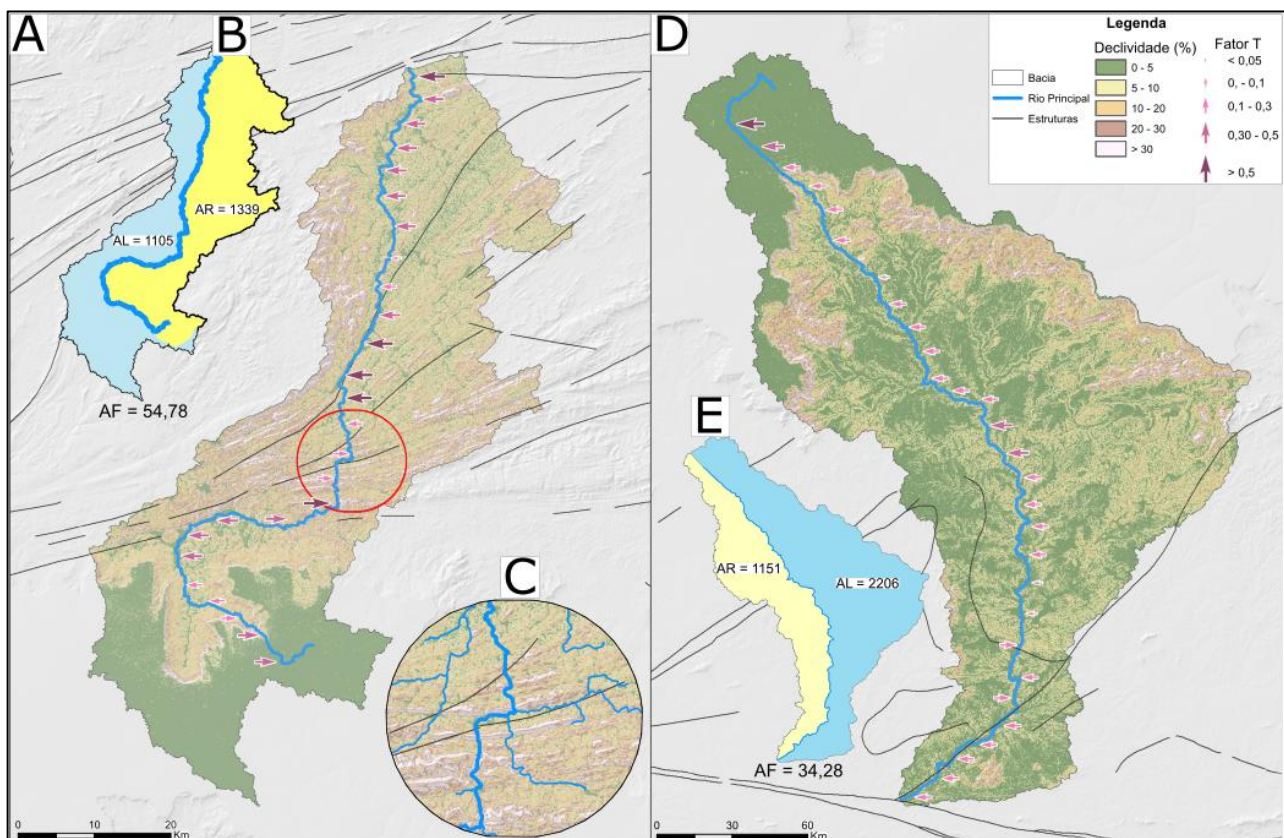 A
B
AR = 1339
AL = 1105
AF = 54,78
C
0 10 20
Km
D
Legenda
Declividade (%)
Fator T
Bacia
Rio Principal
Estruturas
0 - 5
5 - 10
10 - 20
20 - 30
> 30
< 0,05
0, - 0,1
0,1 - 0,3
0,30 - 0,5
> 0,5
E
AR = 1151
AL = 2206
AF = 34,28
0 30 60
Km